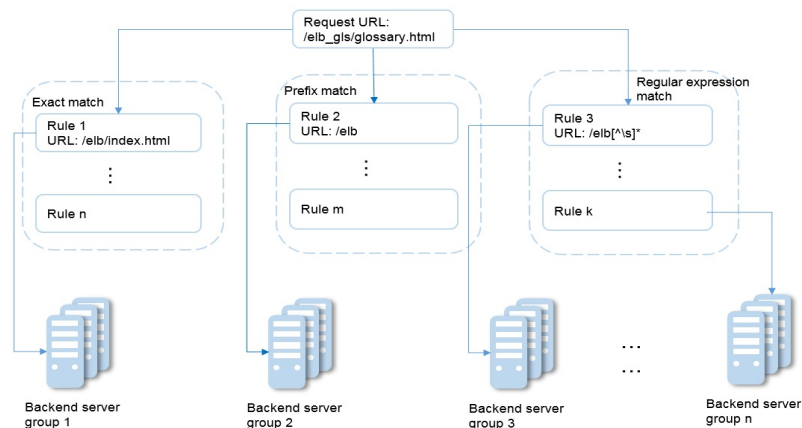 Request URL:
/elb_gls/glossary.html
Exact match
Rule 1
URL: /elb/index.html
⋮
Rule n
Prefix match
Rule 2
URL: /elb
⋮
Rule m
Regular expression
match
Rule 3
URL: /elb[^\s]*
⋮
Rule k
...
...
Backend server
group 1
Backend server
group 2
Backend server
group 3
Backend server
group n